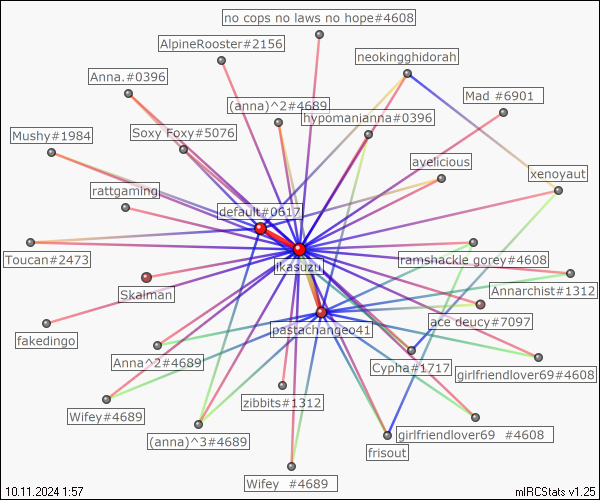 no cops no laws no hope#4608
AlpineRooster#2156
neokingghidorah
Anna.#0396
Mad #6901
(anna)^2#4689
hypomanianna#0396
Mushy#1984
Soxy Foxy#5076
avelicious
xenoyaut
rattgaming
default#0617
Toucan#2473
ikasuzu
ramshackle gorey#4608
Skalman
Annarchist#1312
pastachangeo41
ace deucy#7097
fakedingo
Anna^2#4689
Cypha#1717
girlfriendlover69#4608
Wifey#4689
zibbits#1312
(anna)^3#4689
girlfriendlover69 #4608
frisout
Wifey #4689
10.11.2024 1:57
mIRCStats v1.25